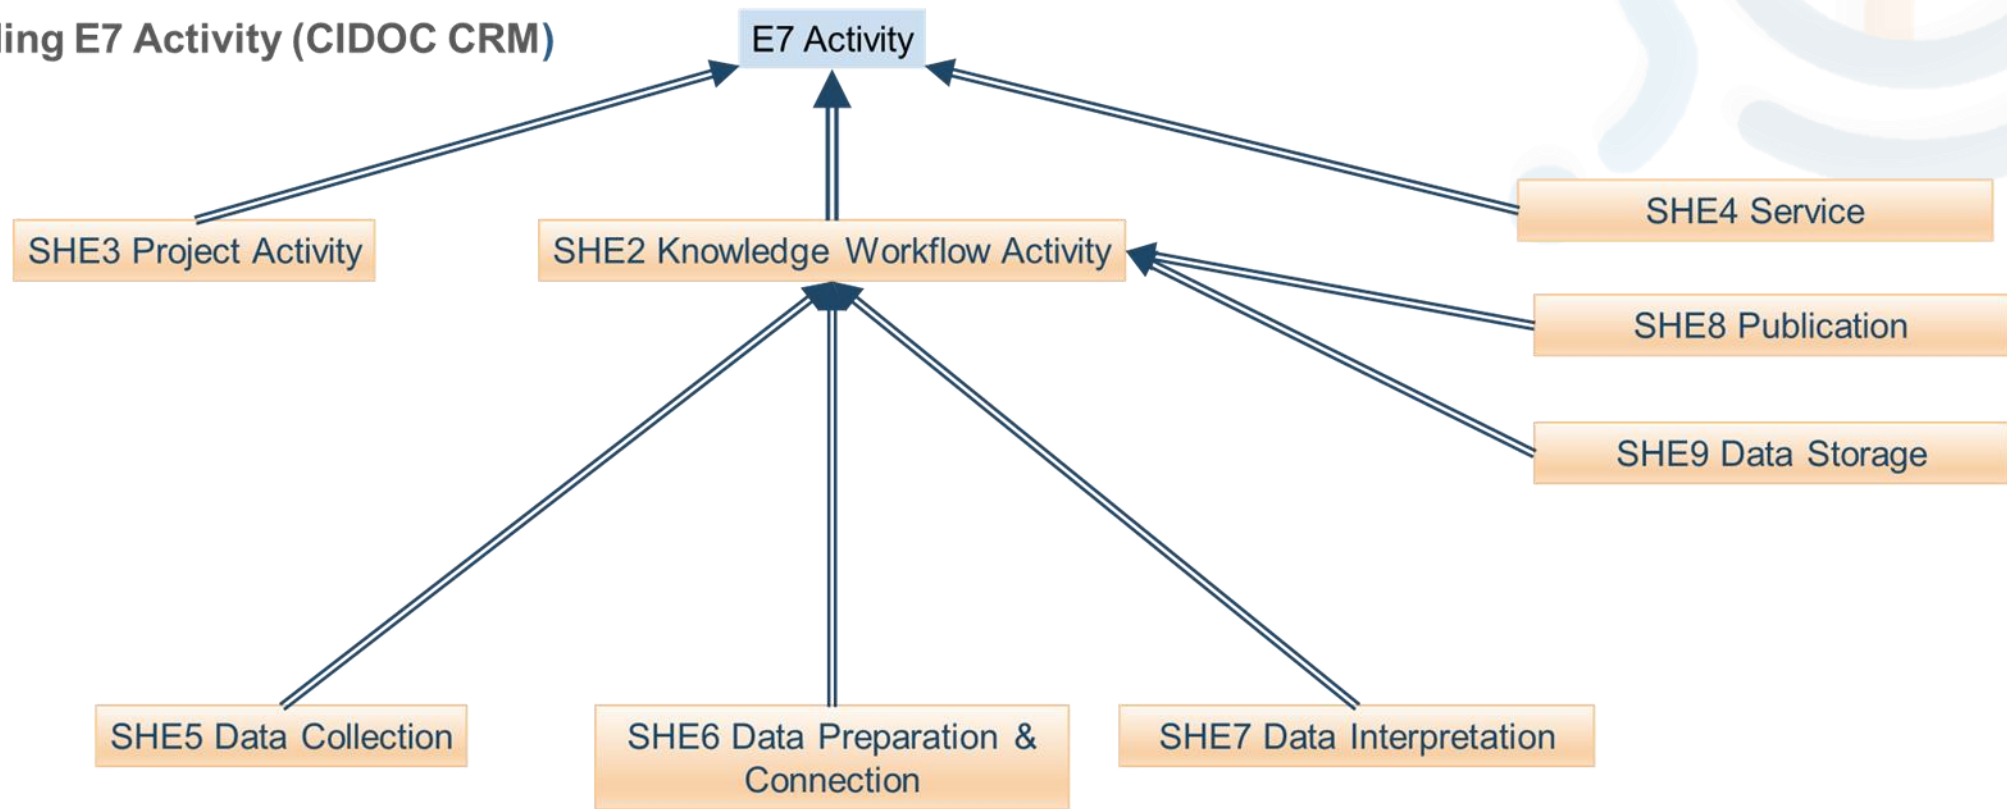 ling E7 Activity (CIDOC CRM)
E7 Activity
SHE3 Project Activity
SHE2 Knowledge Workflow Activity
SHE4 Service
SHE8 Publication
SHE9 Data Storage
SHE5 Data Collection
SHE6 Data Preparation &
Connection
SHE7 Data Interpretation